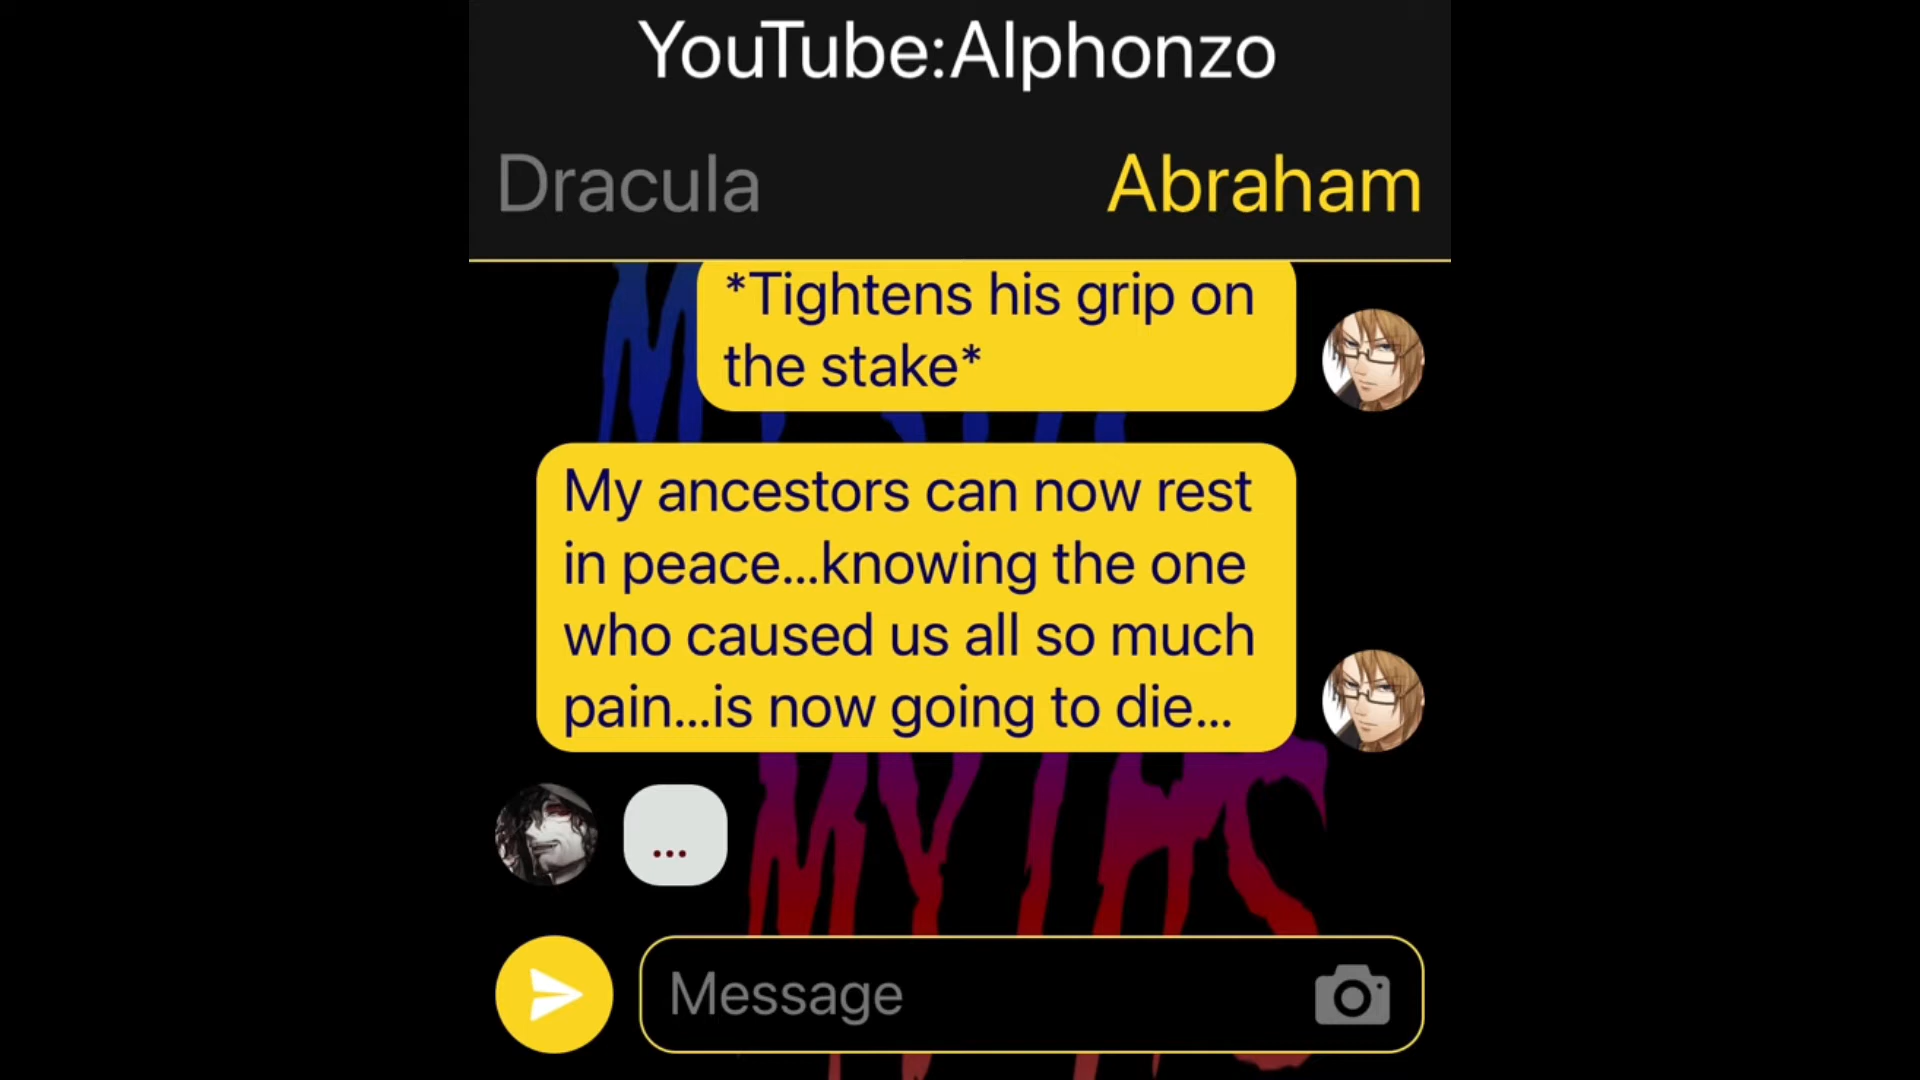 YouTube:Alphonzo
Dracula
Abraham
*Tightens his grip on
the stake*
My ancestors can now rest
in peace...knowing the one
who caused us all so much
pain...is now going to die...
...
MYTHS
Message